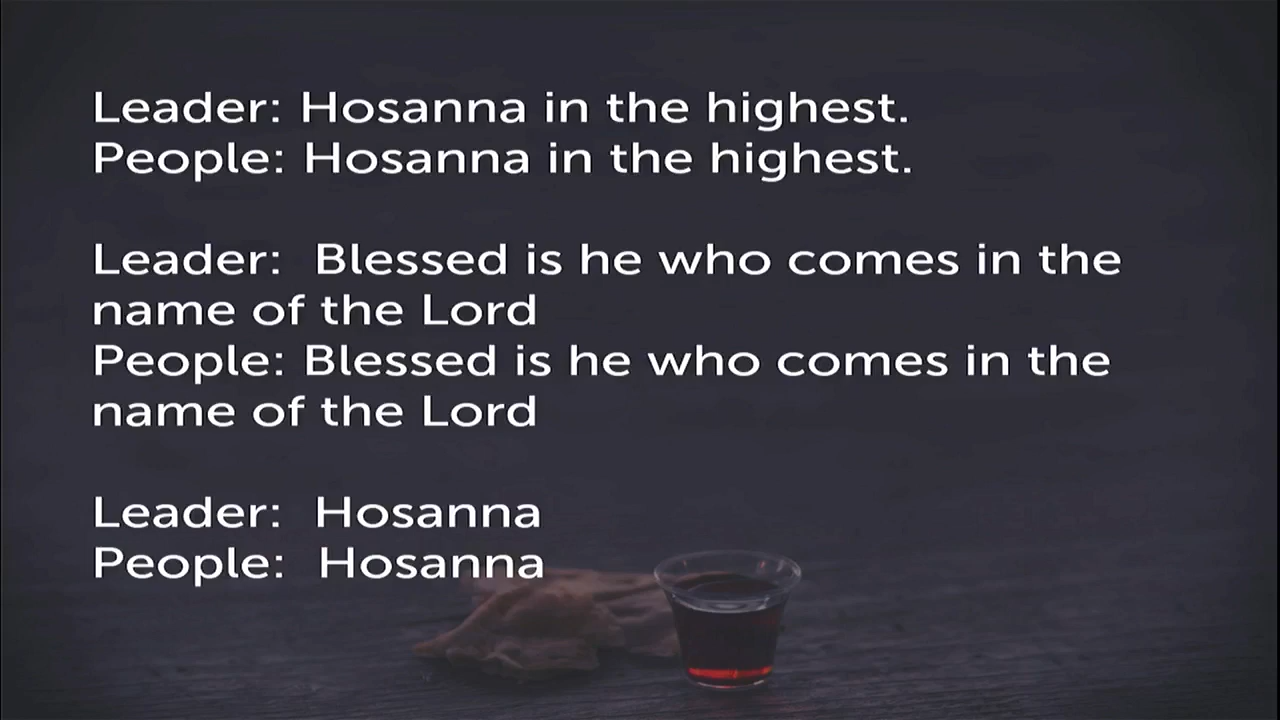 Leader: Hosanna in the highest.
People: Hosanna in the highest.
Leader:  Blessed is he who comes in the
name of the Lord
People: Blessed is he who comes in the
name of the Lord
Leader:  Hosanna
People:  Hosanna